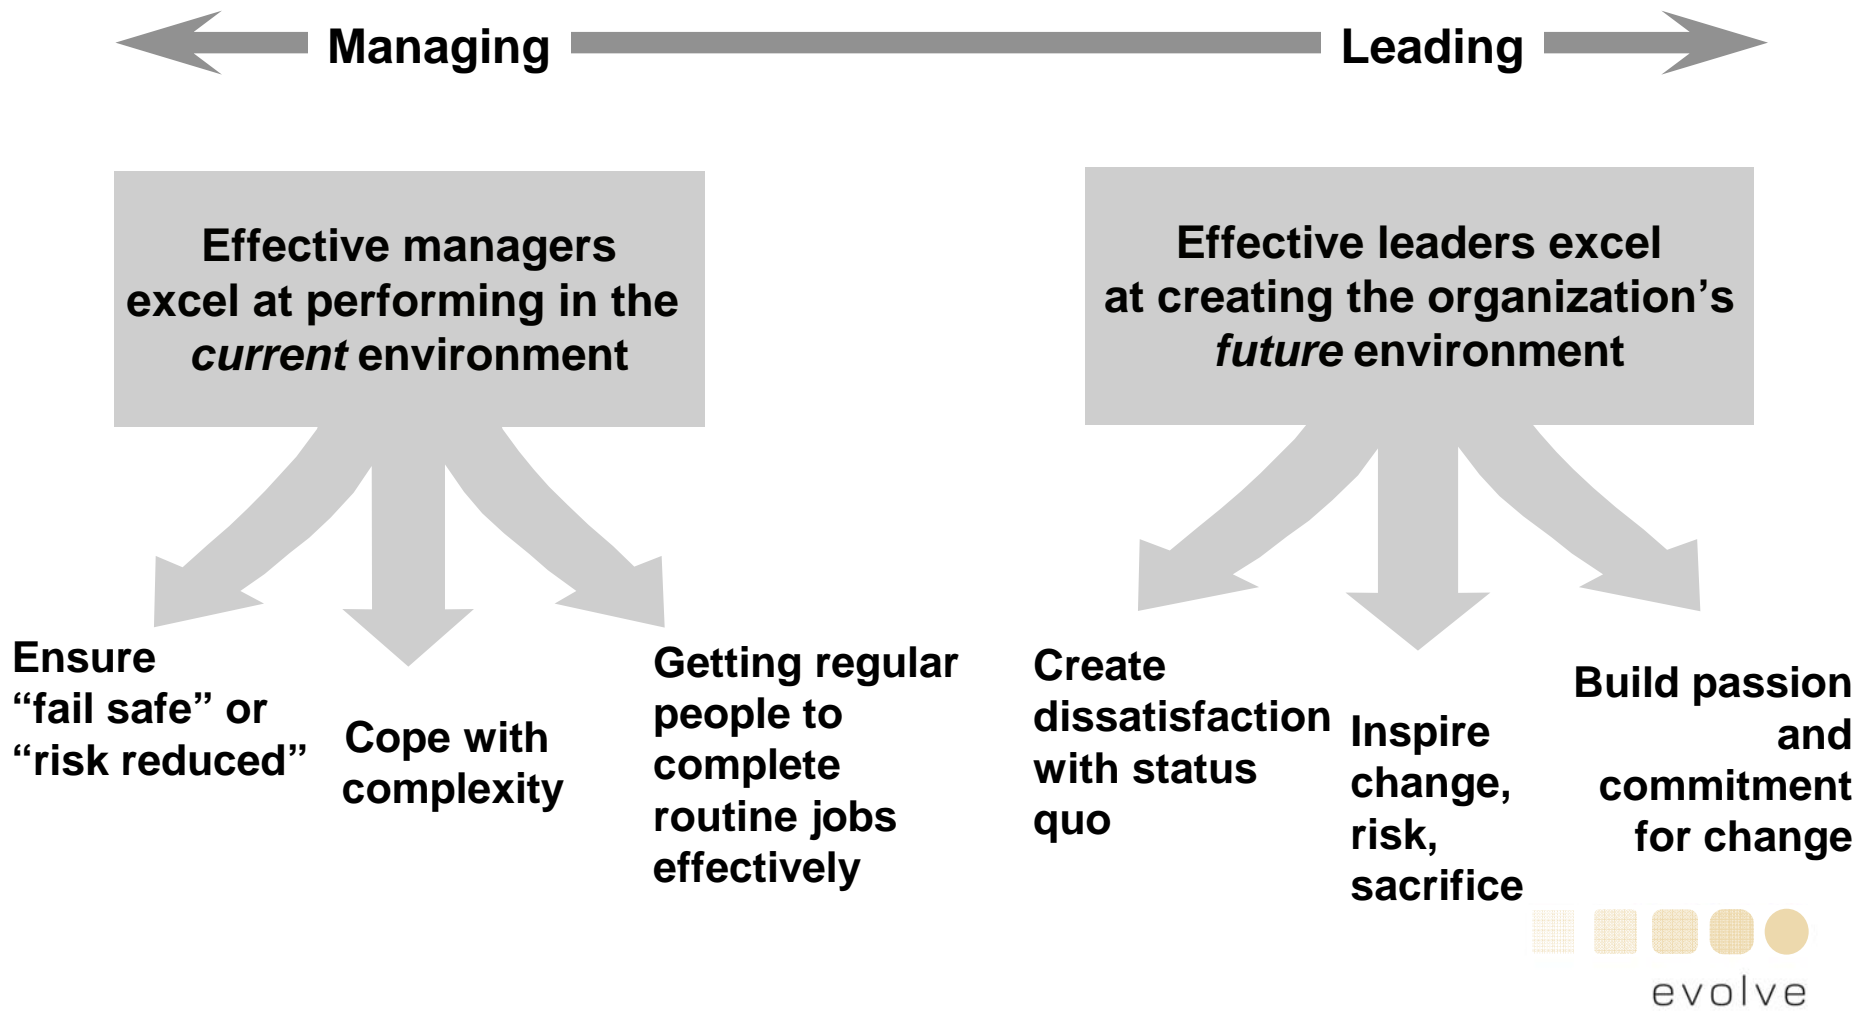 Managing
Leading
Effective managers
excel at performing in the
current environment
Effective leaders excel
at creating the organization’s
future environment
Ensure
“fail safe” or
“risk reduced”
Cope with
complexity
Getting regular
people to
complete
routine jobs
effectively
Create
dissatisfaction
with status
quo
Inspire
change,
risk,
sacrifice
Build passion
and
commitment
for change
evolve